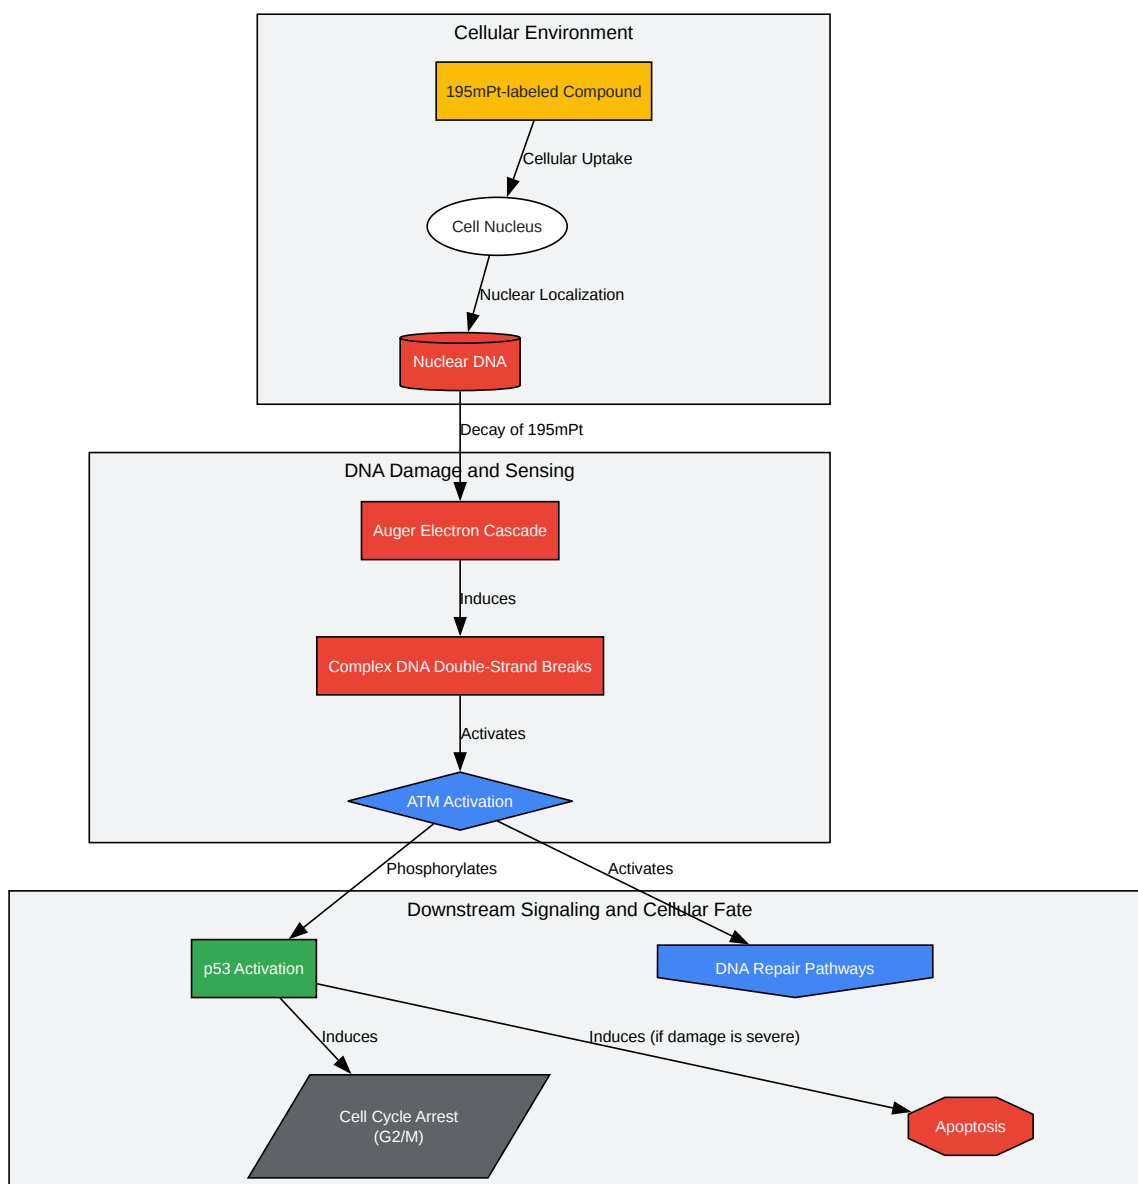 Cellular Environment
195mPt-labeled Compound
Cellular Uptake
Cell Nucleus
Nuclear Localization
Nuclear DNA
Decay of 195mPt
DNA Damage and Sensing
Auger Electron Cascade
Induces
Complex DNA Double-Strand Breaks
Activates
ATM Activation
Phosphorylates
Activates
Downstream Signaling and Cellular Fate
p53 Activation
DNA Repair Pathways
Induces
Induces (if damage is severe)
Cell Cycle Arrest
(G2/M)
Apoptosis